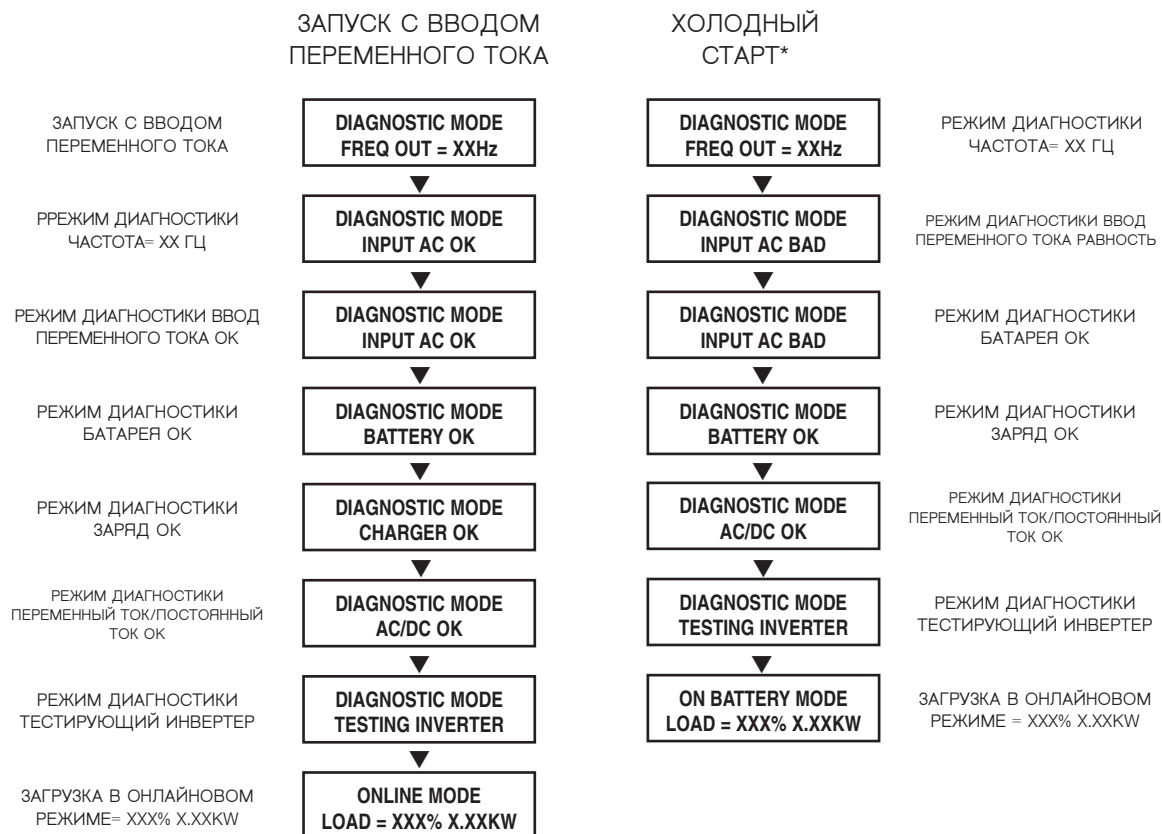 ЗАПУСК С ВВОДОМ
ПЕРЕМЕННОГО ТОКА
ХОЛОДНЫЙ
СТАРТ*
ЗАПУСК С ВВОДОМ
ПЕРЕМЕННОГО ТОКА
DIAGNOSTIC MODE
FREQ OUT = XXHz
DIAGNOSTIC MODE
FREQ OUT = XXHz
РЕЖИМ ДИАГНОСТИКИ
ЧАСТОТА= XX ГЦ
РРЕЖИМ ДИАГНОСТИКИ
ЧАСТОТА= XX ГЦ
DIAGNOSTIC MODE
INPUT AC OK
DIAGNOSTIC MODE
INPUT AC BAD
РЕЖИМ ДИАГНОСТИКИ ВВОД
ПЕРЕМЕННОГО ТОКА РАВНОСТЬ
РЕЖИМ ДИАГНОСТИКИ ВВОД
ПЕРЕМЕННОГО ТОКА OK
DIAGNOSTIC MODE
INPUT AC OK
DIAGNOSTIC MODE
INPUT AC BAD
РЕЖИМ ДИАГНОСТИКИ
БАТАРЕЯ OK
РЕЖИМ ДИАГНОСТИКИ
БАТАРЕЯ OK
DIAGNOSTIC MODE
BATTERY OK
DIAGNOSTIC MODE
BATTERY OK
РЕЖИМ ДИАГНОСТИКИ
ЗАРЯД OK
РЕЖИМ ДИАГНОСТИКИ
ЗАРЯД OK
DIAGNOSTIC MODE
CHARGER OK
DIAGNOSTIC MODE
AC/DC OK
РЕЖИМ ДИАГНОСТИКИ
ПЕРЕМЕННЫЙ ТОК/ПОСТОЯННЫЙ
ТОК OK
РЕЖИМ ДИАГНОСТИКИ
ПЕРЕМЕННЫЙ ТОК/ПОСТОЯННЫЙ
ТОК OK
DIAGNOSTIC MODE
AC/DC OK
DIAGNOSTIC MODE
TESTING INVERTER
РЕЖИМ ДИАГНОСТИКИ
ТЕСТИРУЮЩИЙ ИНВЕРТЕР
РЕЖИМ ДИАГНОСТИКИ
ТЕСТИРУЮЩИЙ ИНВЕРТЕР
DIAGNOSTIC MODE
TESTING INVERTER
ON BATTERY MODE
LOAD = XXX% X.XXKW
ЗАГРУЗКА В ОНЛАЙНОВОМ
РЕЖИМЕ = XXX% X.XXKW
ЗАГРУЗКА В ОНЛАЙНОВОМ
РЕЖИМЕ= XXX% X.XXKW
ONLINE MODE
LOAD = XXX% X.XXKW